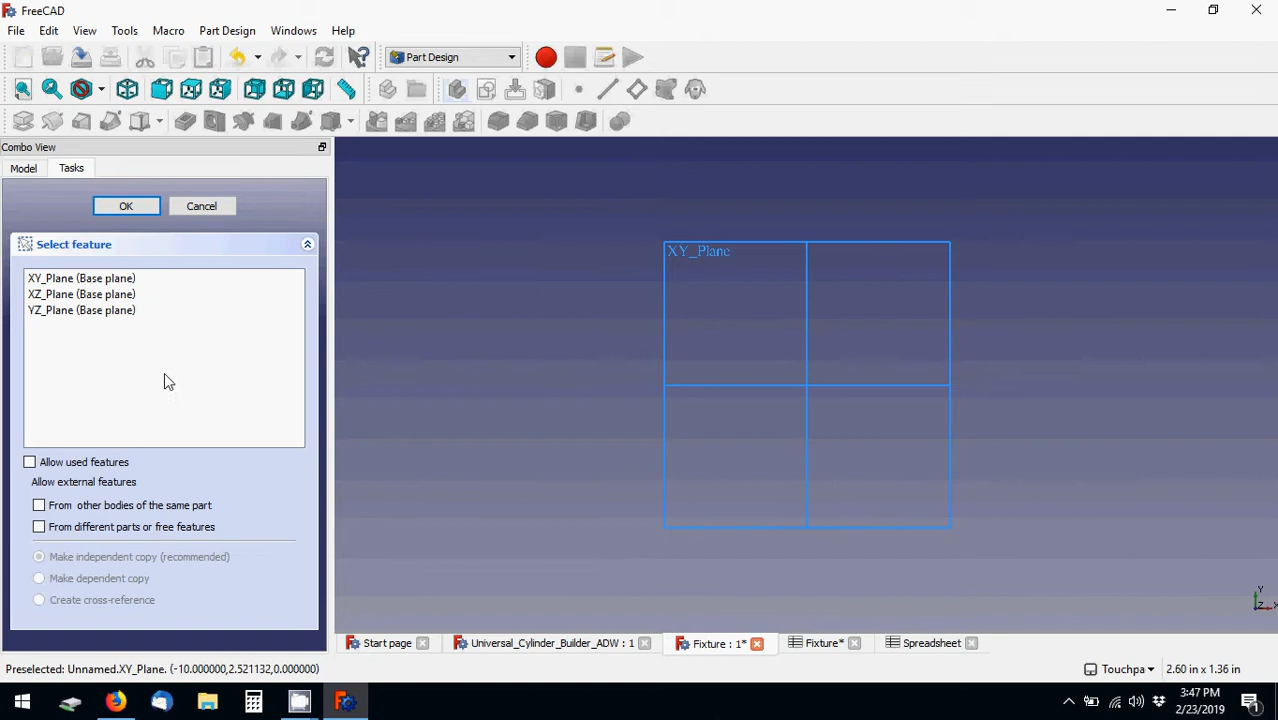 FreeCAD
File Edit View Tools Macro Part Design Windows Help
Part Design
Combo View
Model Tasks
OK Cancel
Select feature
XY_Plane (Base plane)
XZ_Plane (Base plane)
YZ_Plane (Base plane)
Allow used features
Allow external features
From other bodies of the same part
From different parts or free features
Make independent copy (recommended)
Make dependent copy
Create cross-reference
XY_Plane
Y
Z X
Start page Universal_Cylinder_Builder_ADW : 1 Fixture : 1* Fixture* Spreadsheet
Preselected: Unnamed.XY_Plane. (-10.000000,2.521132,0.000000) Touchpa 2.60 in x 1.36 in
3:47 PM
2/23/2019
1